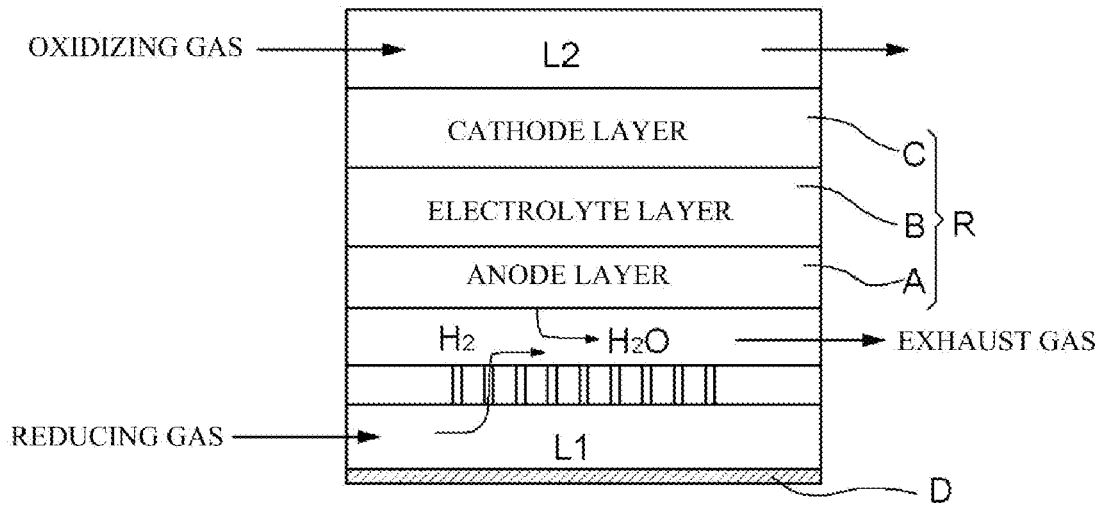 OXIDIZING GAS
L2
CATHODE LAYER
C
ELECTROLYTE LAYER
B
R
ANODE LAYER
A
H2
H2O
EXHAUST GAS
REDUCING GAS
L1
D